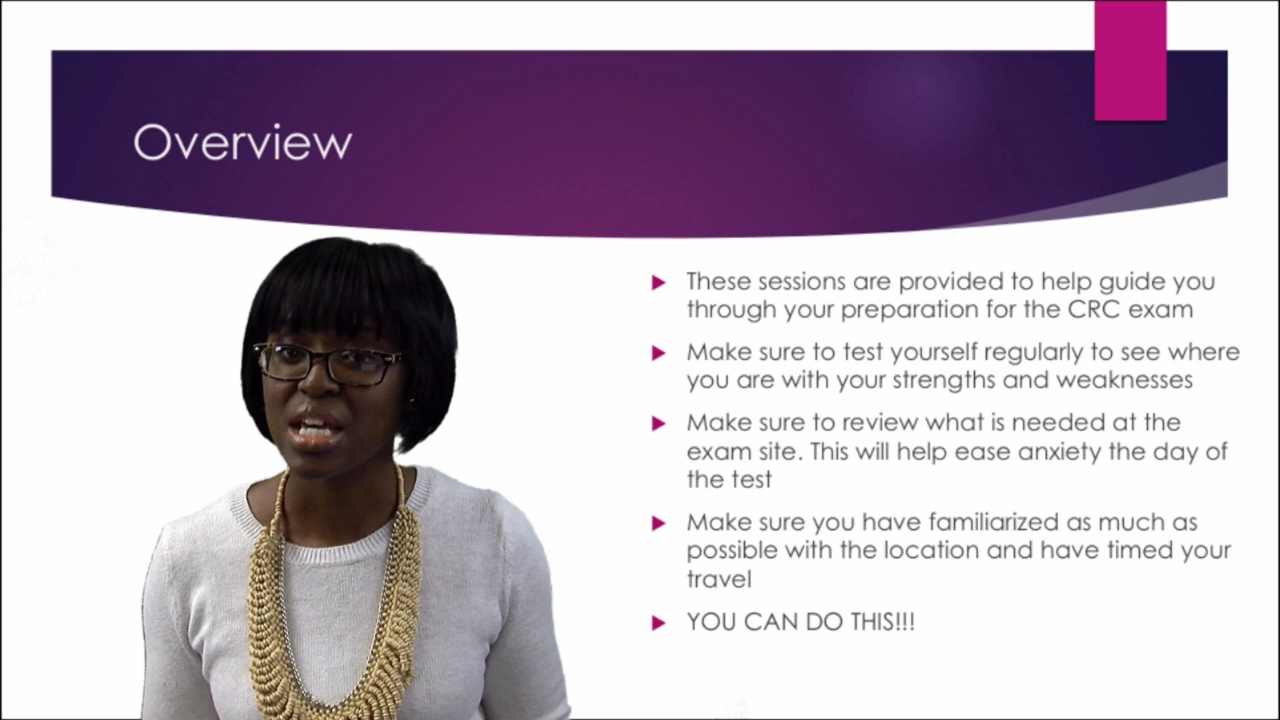 Overview
These sessions are provided to help guide you
through your preparation for the CRC exam
Make sure to test yourself regularly to see where
you are with your strengths and weaknesses
Make sure to review what is needed at the
exam site. This will help ease anxiety the day of
the test
Make sure you have familiarized as much as
possible with the location and have timed your
travel
YOU CAN DO THIS!!!